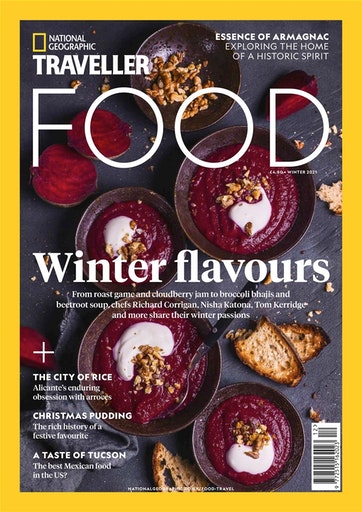 NATIONAL
GEOGRAPHIC
TRAVELLER
FOOD
ESSENCE OF ARMAGNAC
EXPLORING THE HOME
OF A HISTORIC SPIRIT
£4.90 • WINTER 2021
Winter flavours
From roast game and cloudberry jam to broccoli bhajis and
beetroot soup, chefs Richard Corrigan, Nisha Katona, Tom Kerridge
and more share their winter passions
+
THE CITY OF RICE
Alicante's enduring
obsession with arroces
CHRISTMAS PUDDING
The rich history of a
festive favourite
A TASTE OF TUCSON
The best Mexican food
in the US?